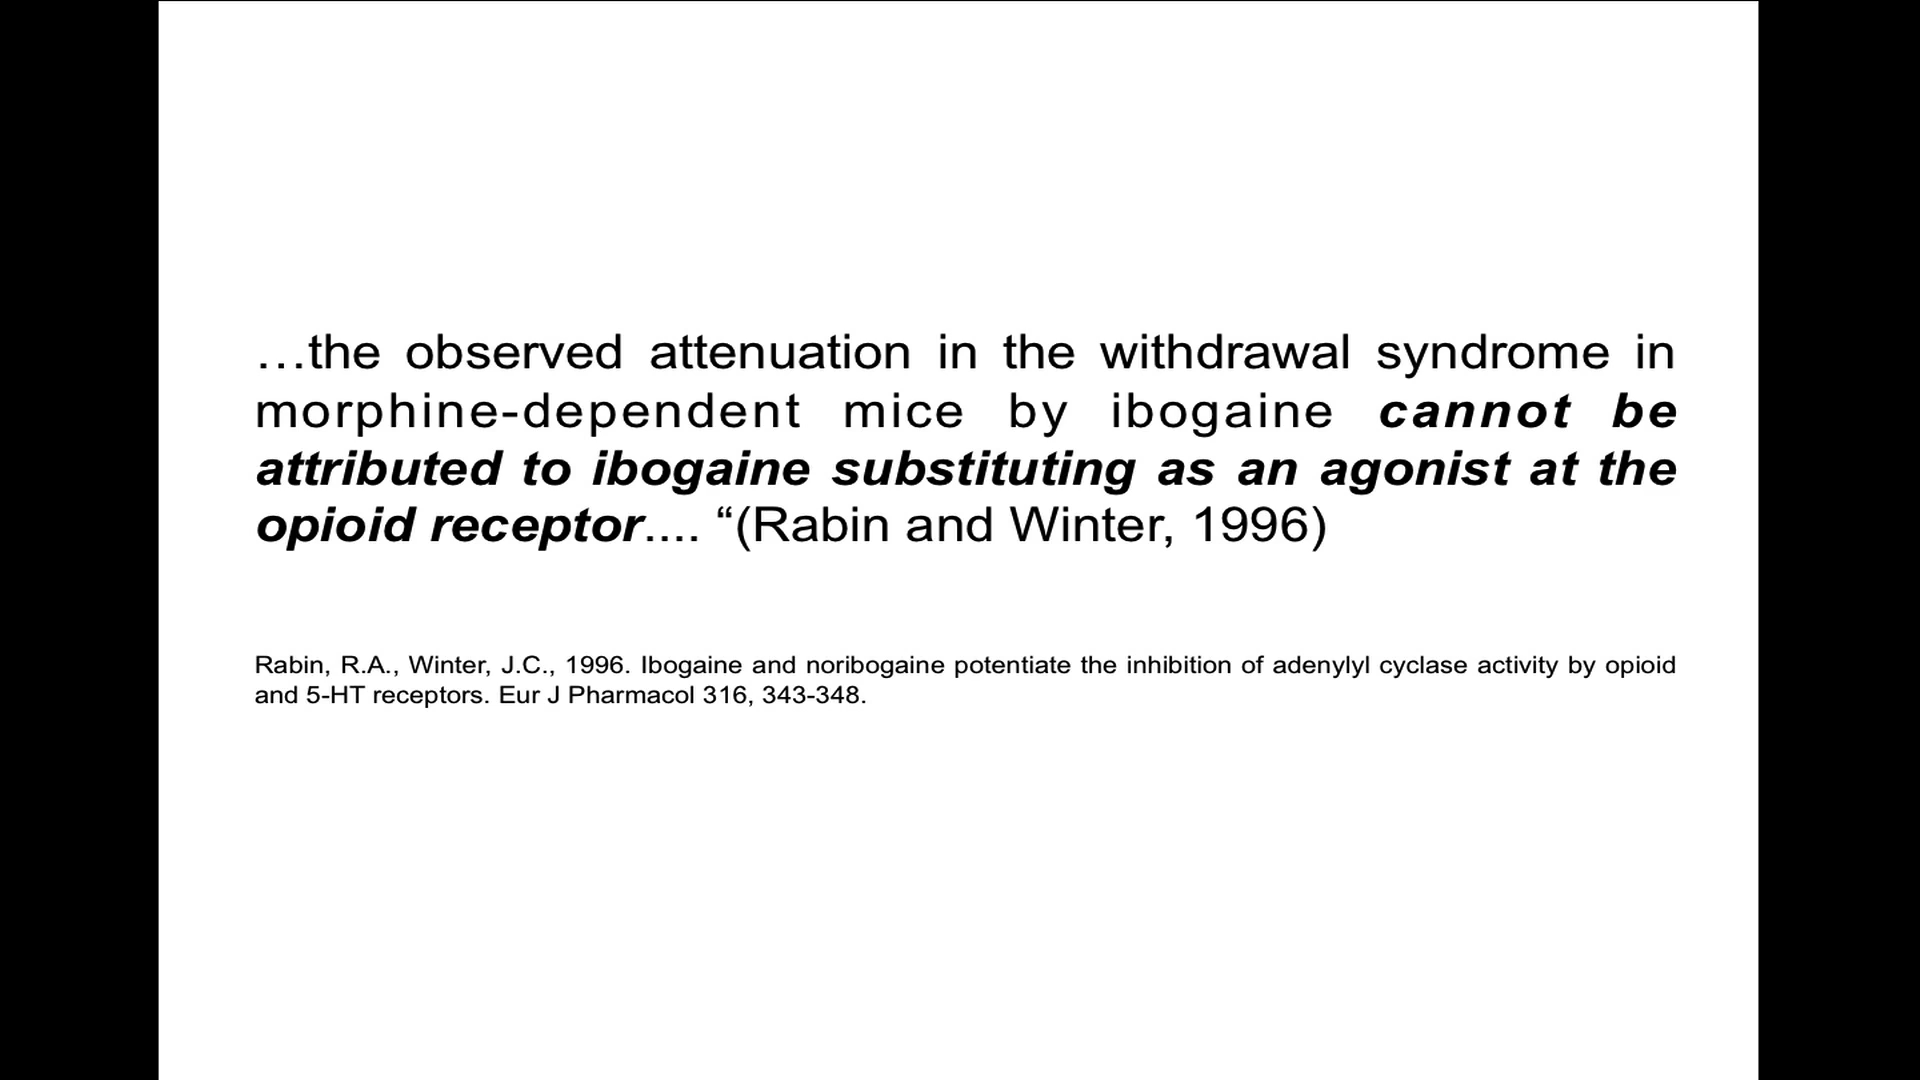 …the observed attenuation in the withdrawal syndrome in
morphine-dependent mice by ibogaine cannot be
attributed to ibogaine substituting as an agonist at the
opioid receptor.... “(Rabin and Winter, 1996)
Rabin, R.A., Winter, J.C., 1996. Ibogaine and noribogaine potentiate the inhibition of adenylyl cyclase activity by opioid
and 5-HT receptors. Eur J Pharmacol 316, 343-348.